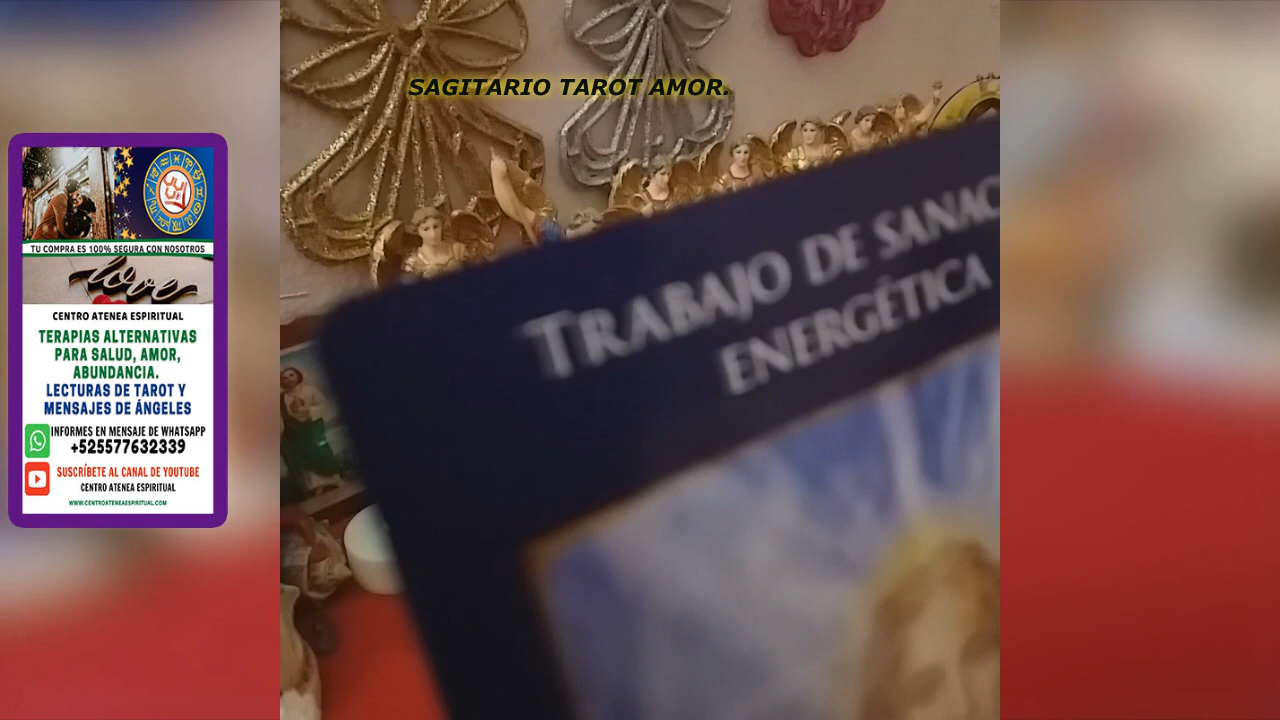 SAGITARIO TAROT AMOR.
TRABAJO DE SANAC
ENERGÉTICA
TU COMPRA ES 100% SEGURA CON NOSOTROS
love
CENTRO ATENEA ESPIRITUAL
TERAPIAS ALTERNATIVAS
PARA SALUD, AMOR,
ABUNDANCIA.
LECTURAS DE TAROT Y
MENSAJES DE ÁNGELES
INFORMES EN MENSAJE DE WHATSAPP
+525577632339
SUSCRÍBETE AL CANAL DE YOUTUBE
CENTRO ATENEA ESPIRITUAL
WWW.CENTROATENEAESPIRITUAL.COM